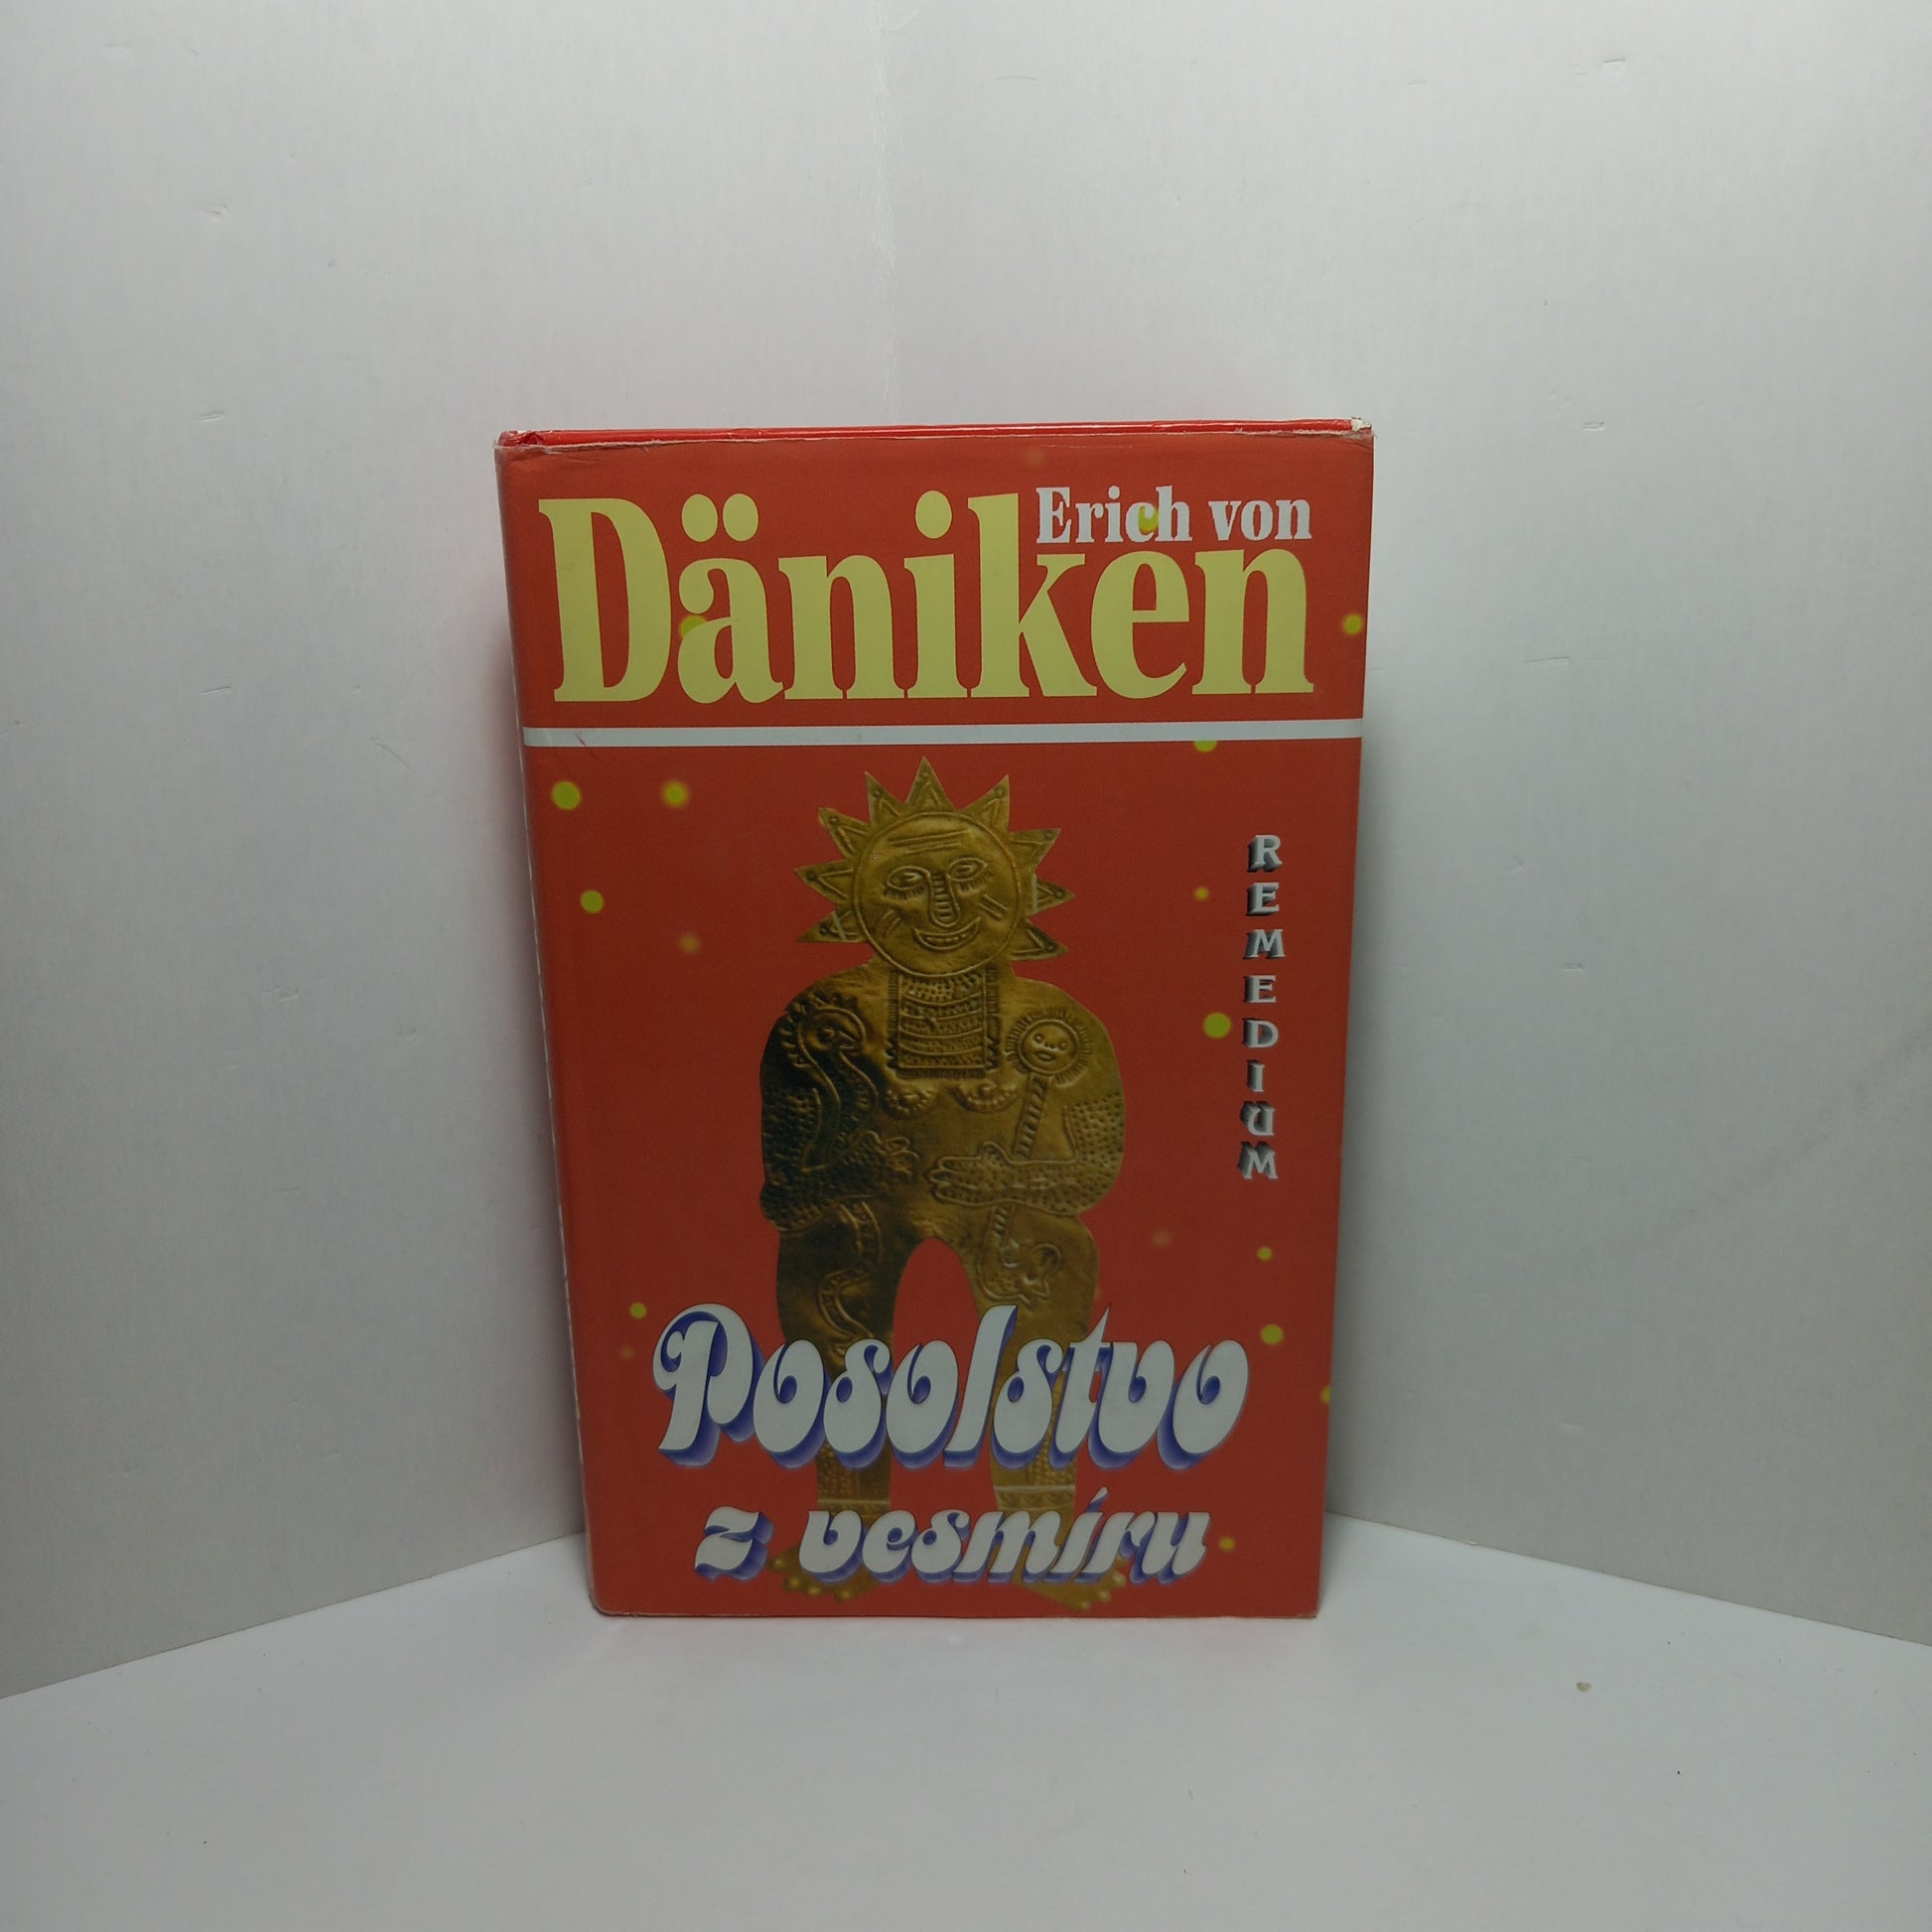 Erich von
Däniken
REMEDIUM
Posolstvo
z vesmíru